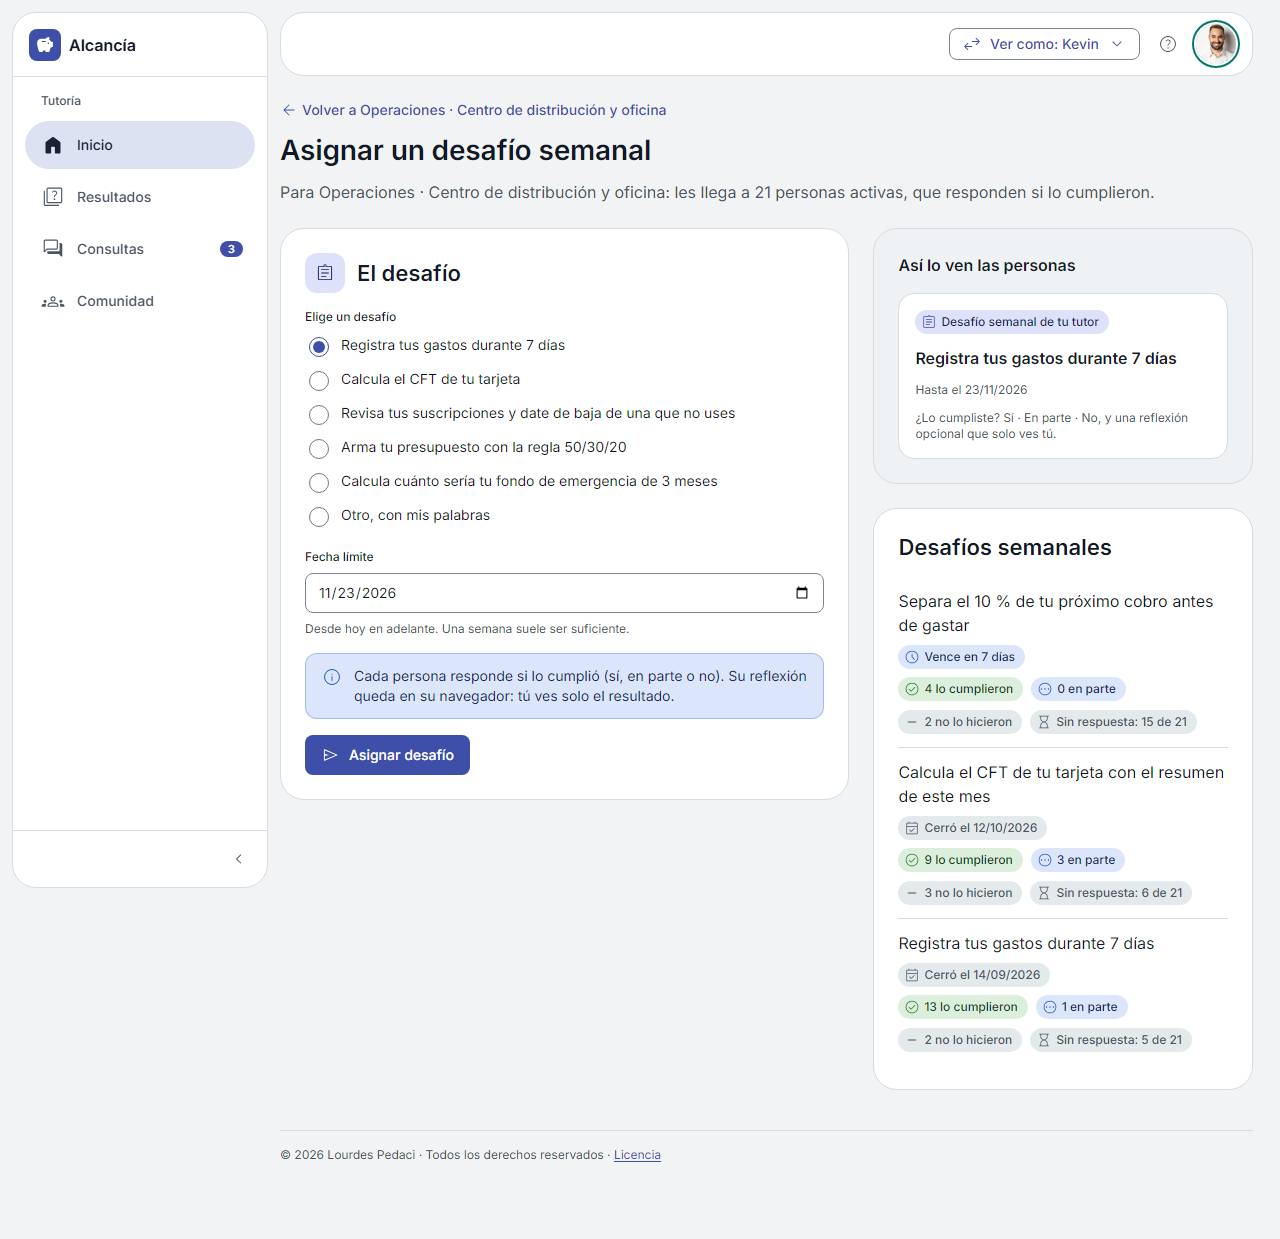 Alcancía
Tutoría
Inicio
Resultados
Consultas
3
Comunidad
Ver como: Kevin
Volver a Operaciones · Centro de distribución y oficina
Asignar un desafío semanal
Para Operaciones · Centro de distribución y oficina: les llega a 21 personas activas, que responden si lo cumplieron.
El desafío
Elige un desafío
Registra tus gastos durante 7 días
Calcula el CFT de tu tarjeta
Revisa tus suscripciones y date de baja de una que no uses
Arma tu presupuesto con la regla 50/30/20
Calcula cuánto sería tu fondo de emergencia de 3 meses
Otro, con mis palabras
Fecha límite
11/23/2026
Desde hoy en adelante. Una semana suele ser suficiente.
Cada persona responde si lo cumplió (sí, en parte o no). Su reflexión
queda en su navegador: tú ves solo el resultado.
Asignar desafío
Así lo ven las personas
Desafío semanal de tu tutor
Registra tus gastos durante 7 días
Hasta el 23/11/2026
¿Lo cumpliste? Sí · En parte · No, y una reflexión
opcional que solo ves tú.
Desafíos semanales
Separa el 10 % de tu próximo cobro antes
de gastar
Vence en 7 días
4 lo cumplieron
0 en parte
2 no lo hicieron
Sin respuesta: 15 de 21
Calcula el CFT de tu tarjeta con el resumen
de este mes
Cerró el 12/10/2026
9 lo cumplieron
3 en parte
3 no lo hicieron
Sin respuesta: 6 de 21
Registra tus gastos durante 7 días
Cerró el 14/09/2026
13 lo cumplieron
1 en parte
2 no lo hicieron
Sin respuesta: 5 de 21
© 2026 Lourdes Pedaci · Todos los derechos reservados · Licencia